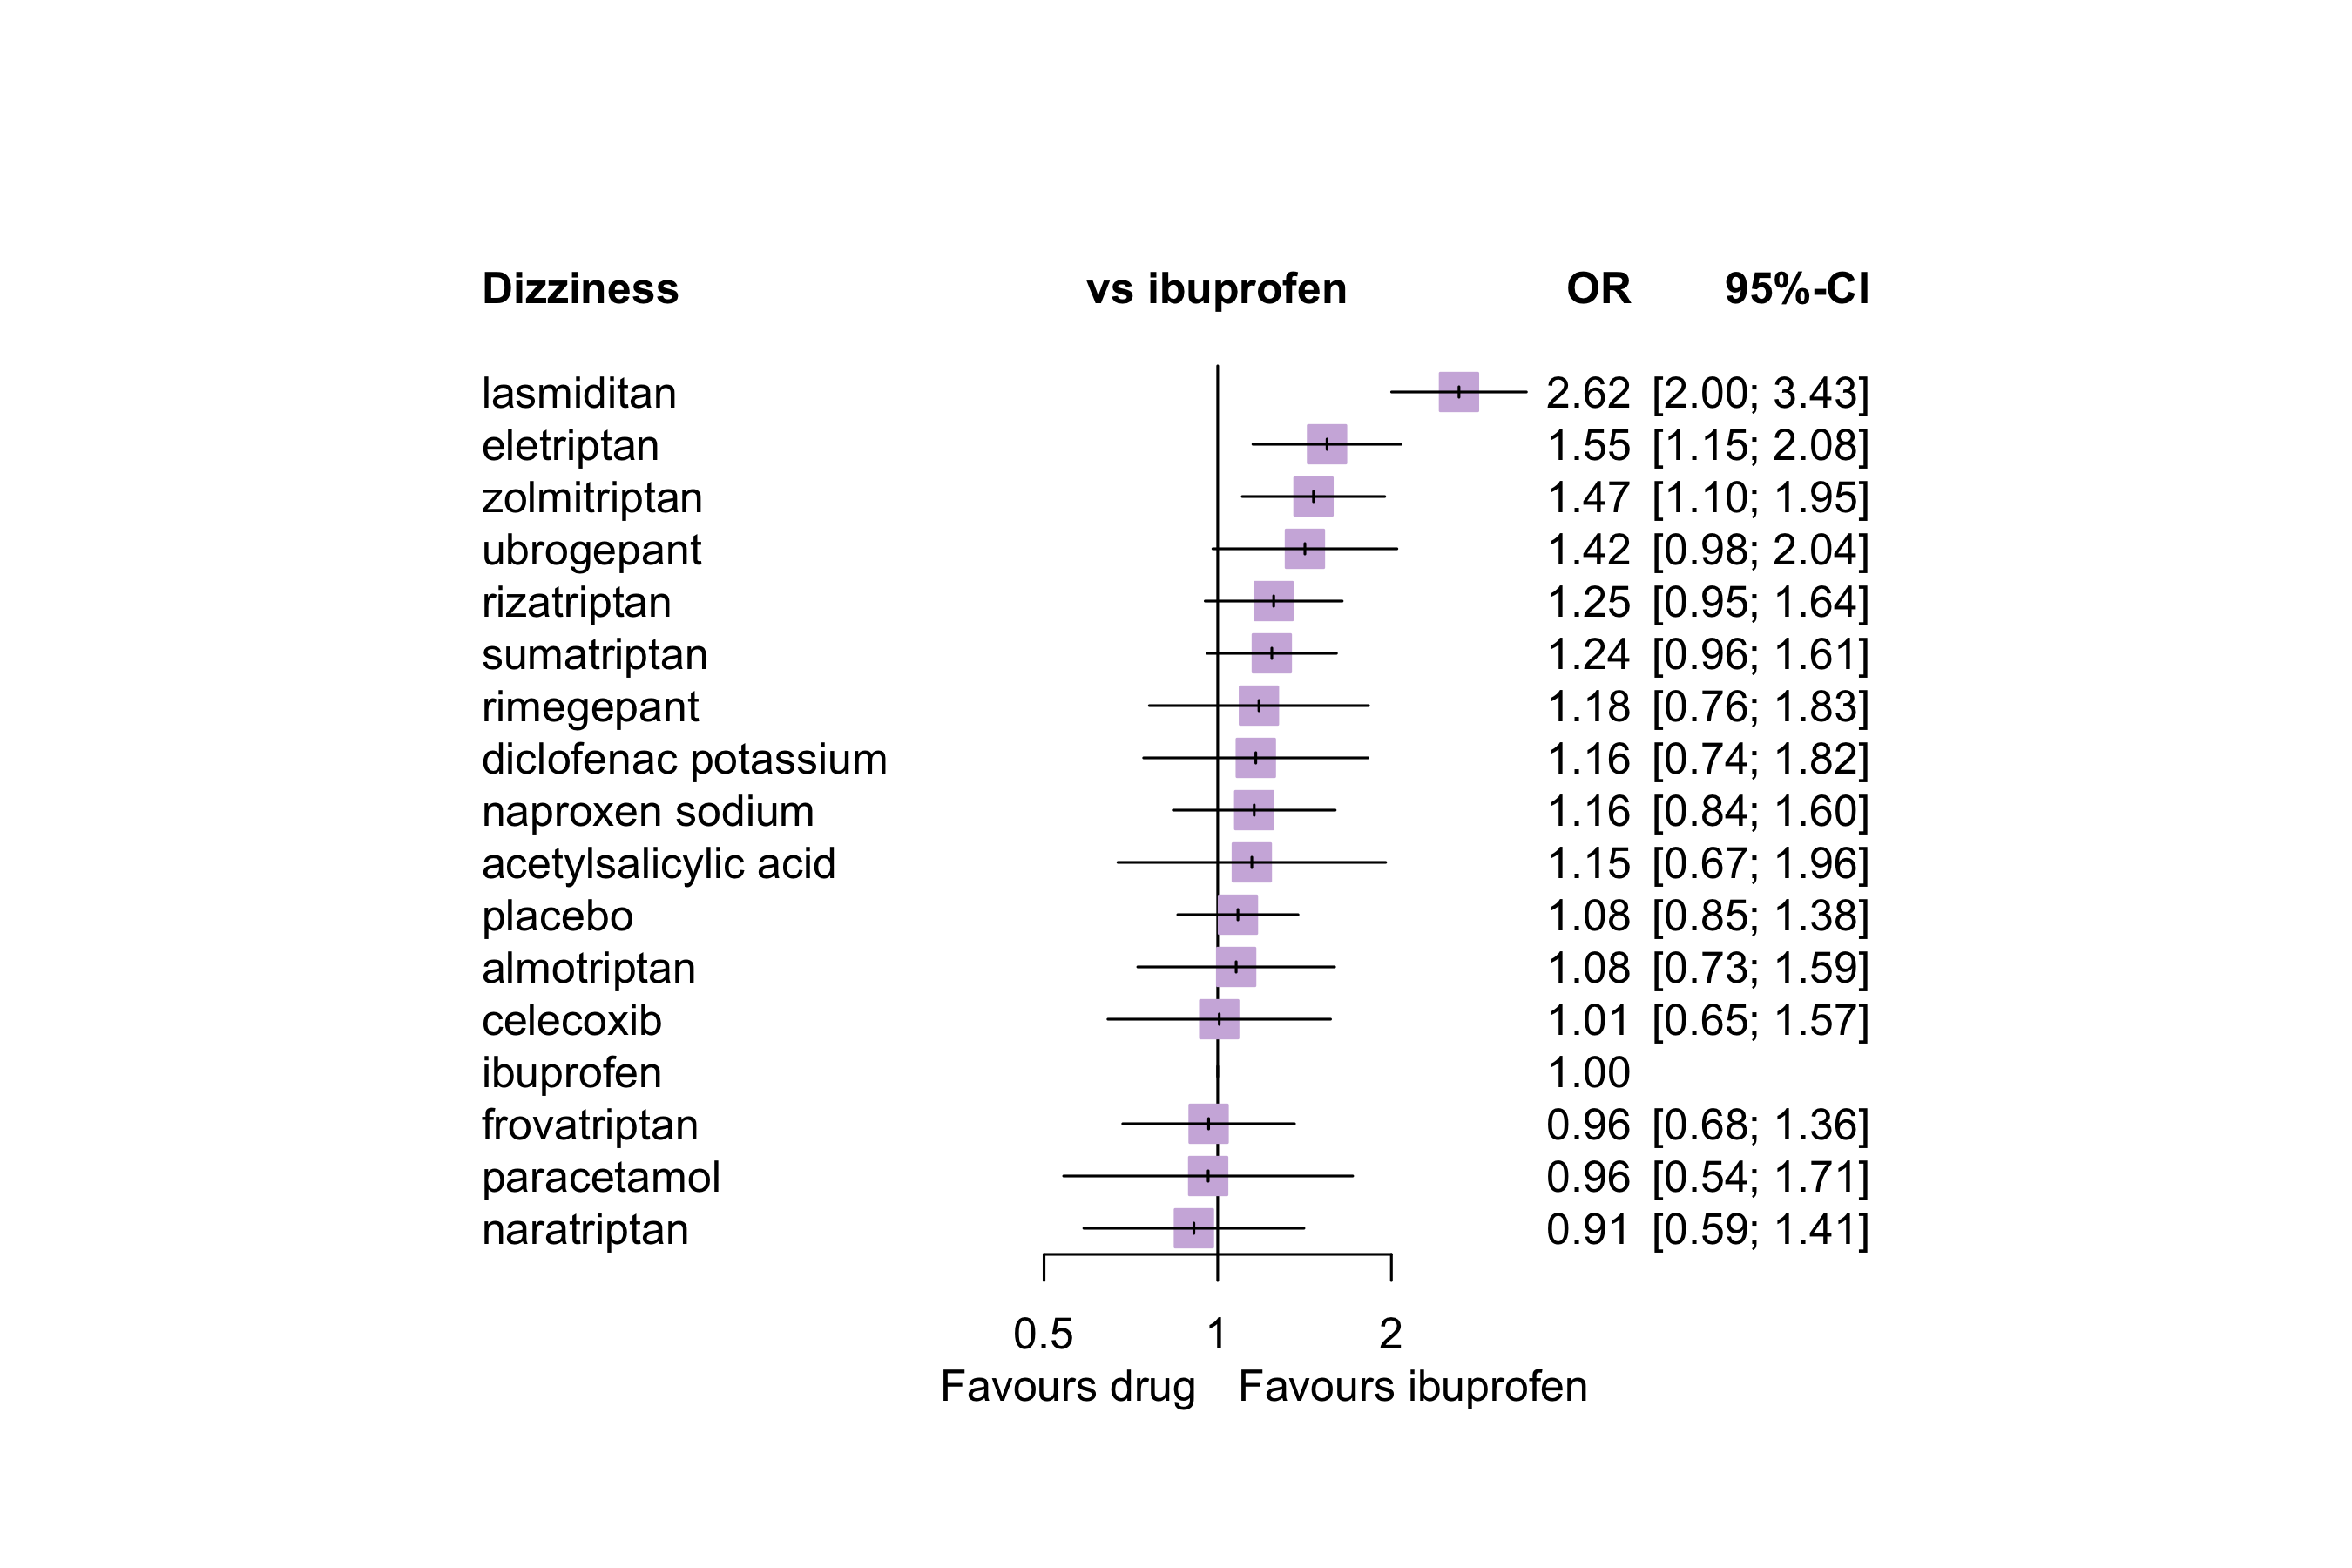 Dizziness vs ibuprofen OR 95%-CI
lasmiditan 2.62 [2.00; 3.43]
eletriptan 1.55 [1.15; 2.08]
zolmitriptan 1.47 [1.10; 1.95]
ubrogepant 1.42 [0.98; 2.04]
rizatriptan 1.25 [0.95; 1.64]
sumatriptan 1.24 [0.96; 1.61]
rimegepant 1.18 [0.76; 1.83]
diclofenac potassium 1.16 [0.74; 1.82]
naproxen sodium 1.16 [0.84; 1.60]
acetylsalicylic acid 1.15 [0.67; 1.96]
placebo 1.08 [0.85; 1.38]
almotriptan 1.08 [0.73; 1.59]
celecoxib 1.01 [0.65; 1.57]
ibuprofen 1.00
frovatriptan 0.96 [0.68; 1.36]
paracetamol 0.96 [0.54; 1.71]
naratriptan 0.91 [0.59; 1.41]
0.5 1 2
Favours drug Favours ibuprofen